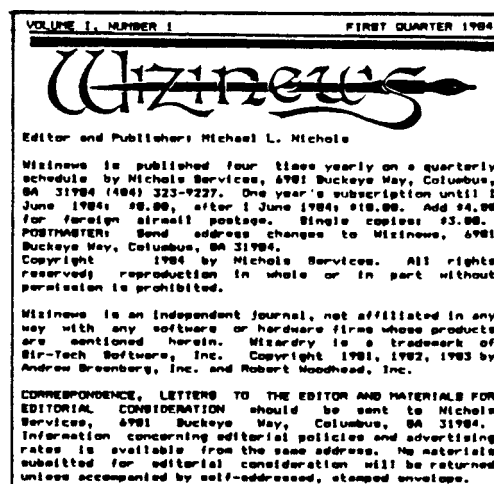 VOLUME I, NUMBER 1 FIRST QUARTER 1984
Wizinews
Editor and Publisher: Michael L. Nichols
Wizinews is published four times yearly on a quarterly
schedule by Nichols Services, 6901 Buckeye Way, Columbus,
GA 31904 (404) 323-9227. One year's subscription until 1
June 1984: $8.00, after 1 June 1984: $10.00. Add $4.00
for foreign airmail postage. Single copies: $3.00.
POSTMASTER: Send address changes to Wizinews, 6901
Buckeye Way, Columbus, GA 31904.
Copyright 1984 by Nichols Services. All rights
reserved; reproduction in whole or in part without
permission is prohibited.
Wizinews is an independent journal, not affiliated in any
way with any software or hardware firms whose products
are mentioned herein. Wizardry is a trademark of
Sir-Tech Software, Inc. Copyright 1981, 1982, 1983 by
Andrew Greenberg, Inc. and Robert Woodhead, Inc.
CORRESPONDENCE, LETTERS TO THE EDITOR AND MATERIALS FOR
EDITORIAL CONSIDERATION should be sent to Nichols
Services, 6901 Buckeye Way, Columbus, GA 31904.
Information concerning editorial policies and advertising
rates is available from the same address. No materials
submitted for editorial consideration will be returned
unless accompanied by self-addressed, stamped envelope.